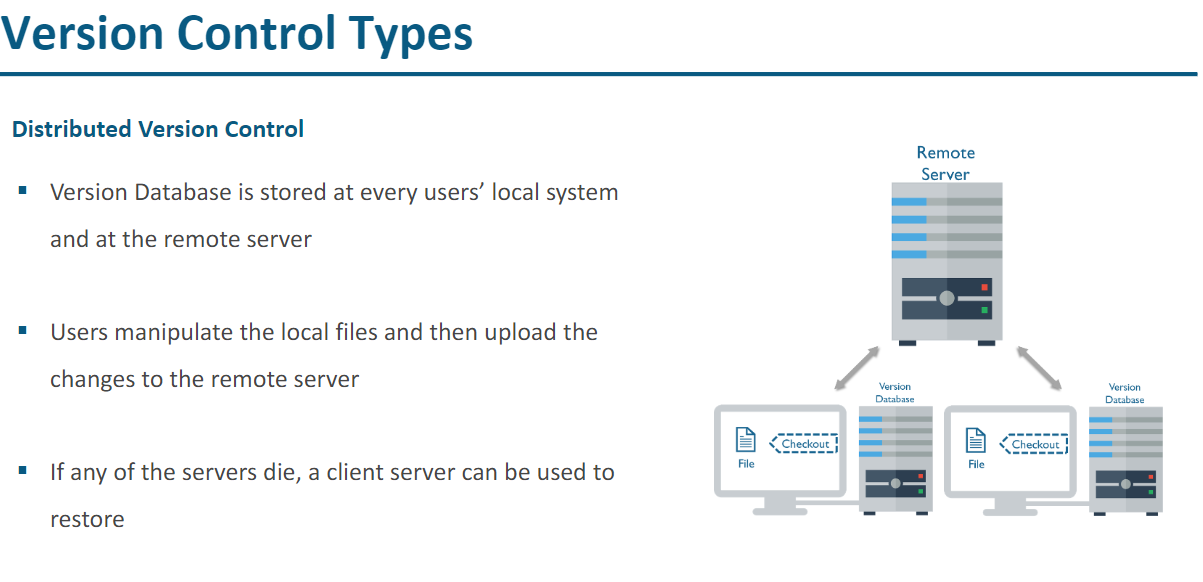 Version Control Types
Distributed Version Control
▪ Version Database is stored at every users’ local system
and at the remote server
▪ Users manipulate the local files and then upload the
changes to the remote server
▪ If any of the servers die, a client server can be used to
restore
Remote
Server
Version
Database
File
Checkout
Version
Database
File
Checkout